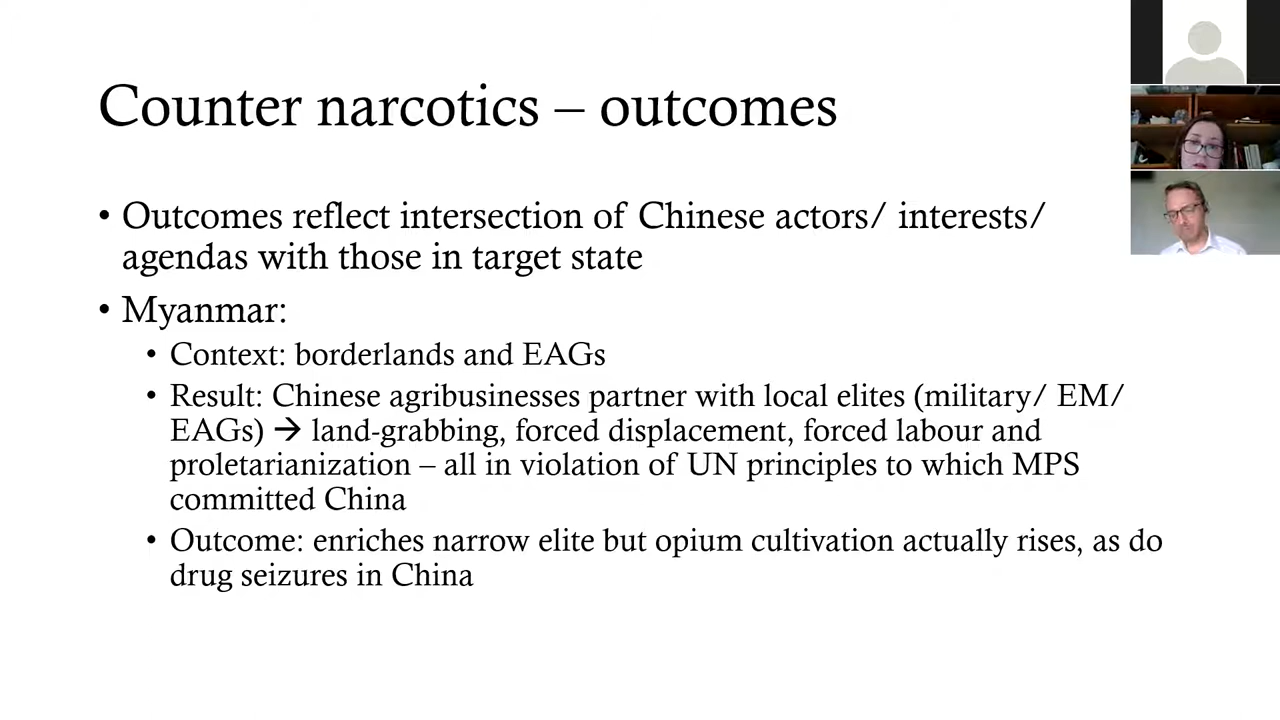 Counter narcotics – outcomes
• Outcomes reflect intersection of Chinese actors/ interests/
agendas with those in target state
• Myanmar:
• Context: borderlands and EAGs
• Result: Chinese agribusinesses partner with local elites (military/ EM/
EAGs) → land-grabbing, forced displacement, forced labour and
proletarianization – all in violation of UN principles to which MPS
committed China
• Outcome: enriches narrow elite but opium cultivation actually rises, as do
drug seizures in China